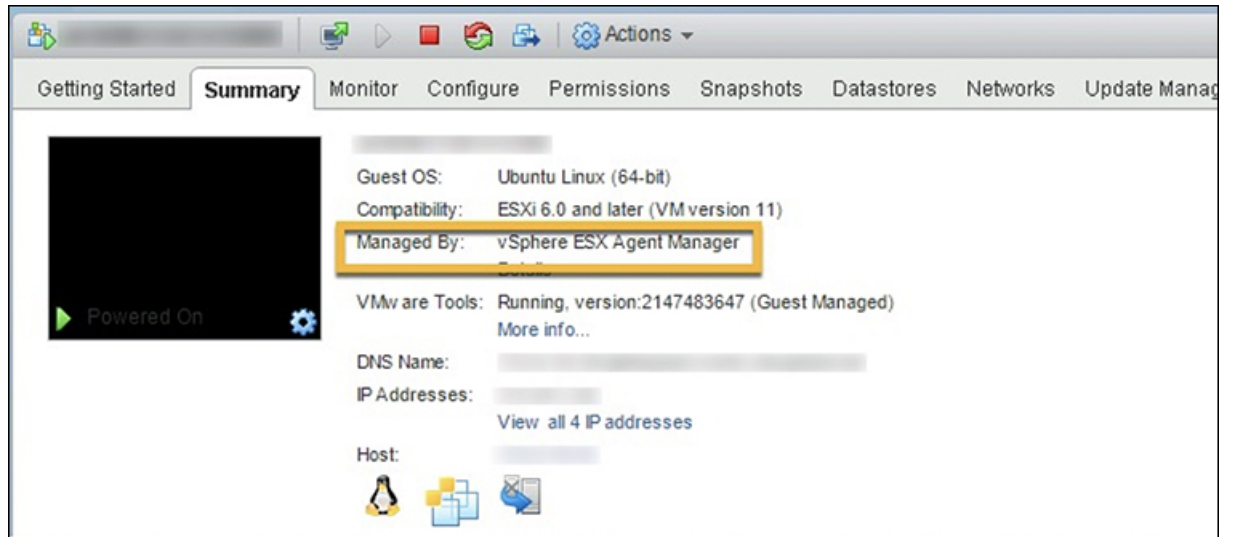 Actions
Getting Started Summary Monitor Configure Permissions Snapshots Datastores Networks Update Manag
Guest OS: Ubuntu Linux (64-bit)
Compatibility: ESXi 6.0 and later (VM version 11)
Managed By: vSphere ESX Agent Manager
Details
VMware Tools: Running, version:2147483647 (Guest Managed)
Powered On
More info...
DNS Name:
IP Addresses:
View all 4 IP addresses
Host: